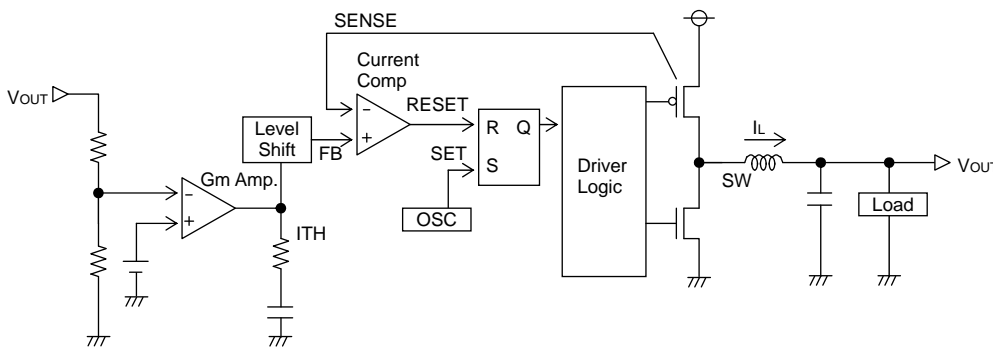 SENSE
Current
Comp
VOUT
RESET
Level
Shift
FB
R Q
S
SET
Gm Amp.
OSC
ITH
Driver
Logic
IL
SW
VOUT
Load